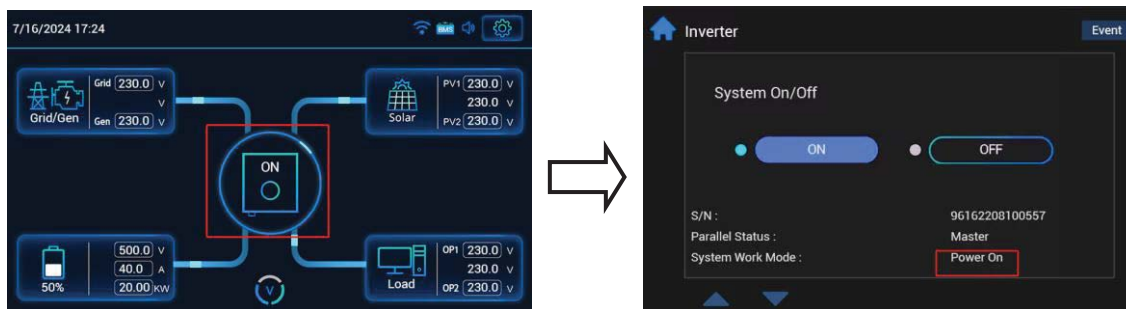 7/16/2024 17:24
BMS
Grid 230.0 V
V
Gen 230.0 V
Grid/Gen
PV1 230.0 V
230.0 V
PV2 230.0 V
Solar
ON
500.0 V
40.0 A
20.00 KW
50%
V
OP1 230.0 V
230.0 V
OP2 230.0 V
Load
Inverter
Event
System On/Off
ON OFF
S/N : 96162208100557
Parallel Status : Master
System Work Mode : Power On